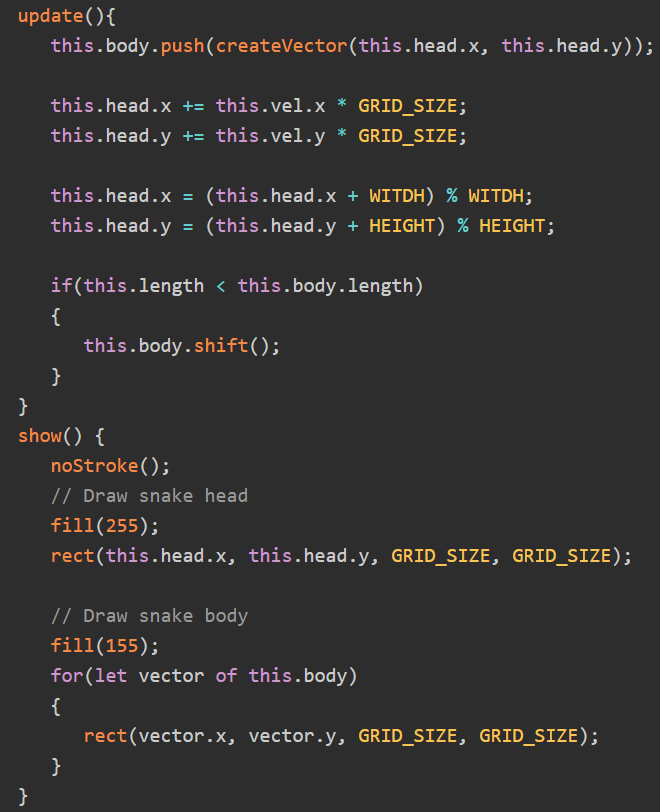 update(){
this.body.push(createVector(this.head.x, this.head.y));
this.head.x += this.vel.x * GRID_SIZE;
this.head.y += this.vel.y * GRID_SIZE;
this.head.x = (this.head.x + WITDH) % WITDH;
this.head.y = (this.head.y + HEIGHT) % HEIGHT;
if(this.length < this.body.length)
{
this.body.shift();
}
}
show() {
noStroke();
// Draw snake head
fill(255);
rect(this.head.x, this.head.y, GRID_SIZE, GRID_SIZE);
// Draw snake body
fill(155);
for(let vector of this.body)
{
rect(vector.x, vector.y, GRID_SIZE, GRID_SIZE);
}
}